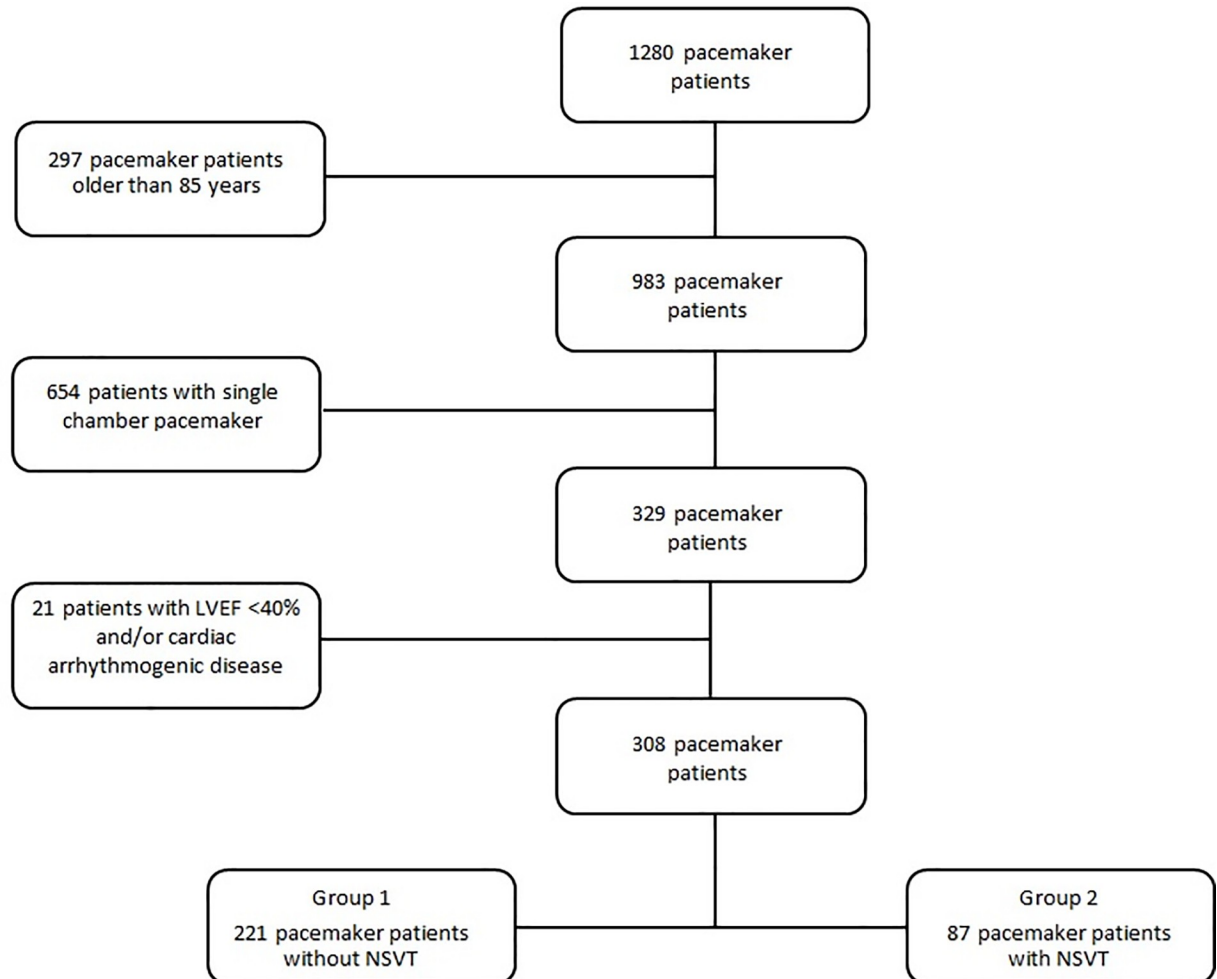 1280 pacemaker
patients
297 pacemaker patients
older than 85 years
983 pacemaker
patients
654 patients with single
chamber pacemaker
329 pacemaker
patients
21 patients with LVEF <40%
and/or cardiac
arrhythmogenic disease
308 pacemaker
patients
Group 1
221 pacemaker patients
without NSVT
Group 2
87 pacemaker patients
with NSVT